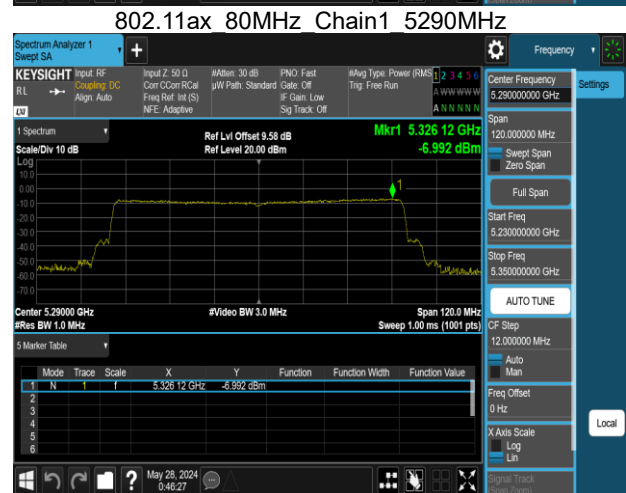 802.11ax_80MHz_Chain1_5290MHz
Spectrum Analyzer 1
Swept SA
+
Frequency
KEYSIGHT
RL
LXI
Input: RF
Coupling: DC
Align: Auto
Input Z: 50 Ω
Corr CCorr RCal
Freq Ref: Int (S)
NFE: Adaptive
#Atten: 30 dB
µW Path: Standard
PNO: Fast
Gate: Off
IF Gain: Low
Sig Track: Off
#Avg Type: Power (RMS
Trig: Free Run
1 2 3 4 5 6
A W W W W W
A N N N N N
Center Frequency
5.290000000 GHz
Settings
Span
120.000000 MHz
Swept Span
Zero Span
Full Span
Start Freq
5.230000000 GHz
Stop Freq
5.350000000 GHz
AUTO TUNE
CF Step
12.000000 MHz
Auto
Man
Freq Offset
0 Hz
X Axis Scale
Log
Lin
Signal Track
(Span Zoom)
Local
1 Spectrum
Scale/Div 10 dB
Ref Lvl Offset 9.58 dB
Ref Level 20.00 dBm
Mkr1 5.326 12 GHz
-6.992 dBm
Log
10.0
0.00
-10.0
-20.0
-30.0
-40.0
-50.0
-60.0
-70.0
1
Center 5.29000 GHz
#Res BW 1.0 MHz
#Video BW 3.0 MHz
Span 120.0 MHz
Sweep 1.00 ms (1001 pts)
5 Marker Table
Mode Trace Scale X Y Function Function Width Function Value
1 N 1 f 5.326 12 GHz -6.992 dBm
2
3
4
5
6
?
May 28, 2024
0:46:27